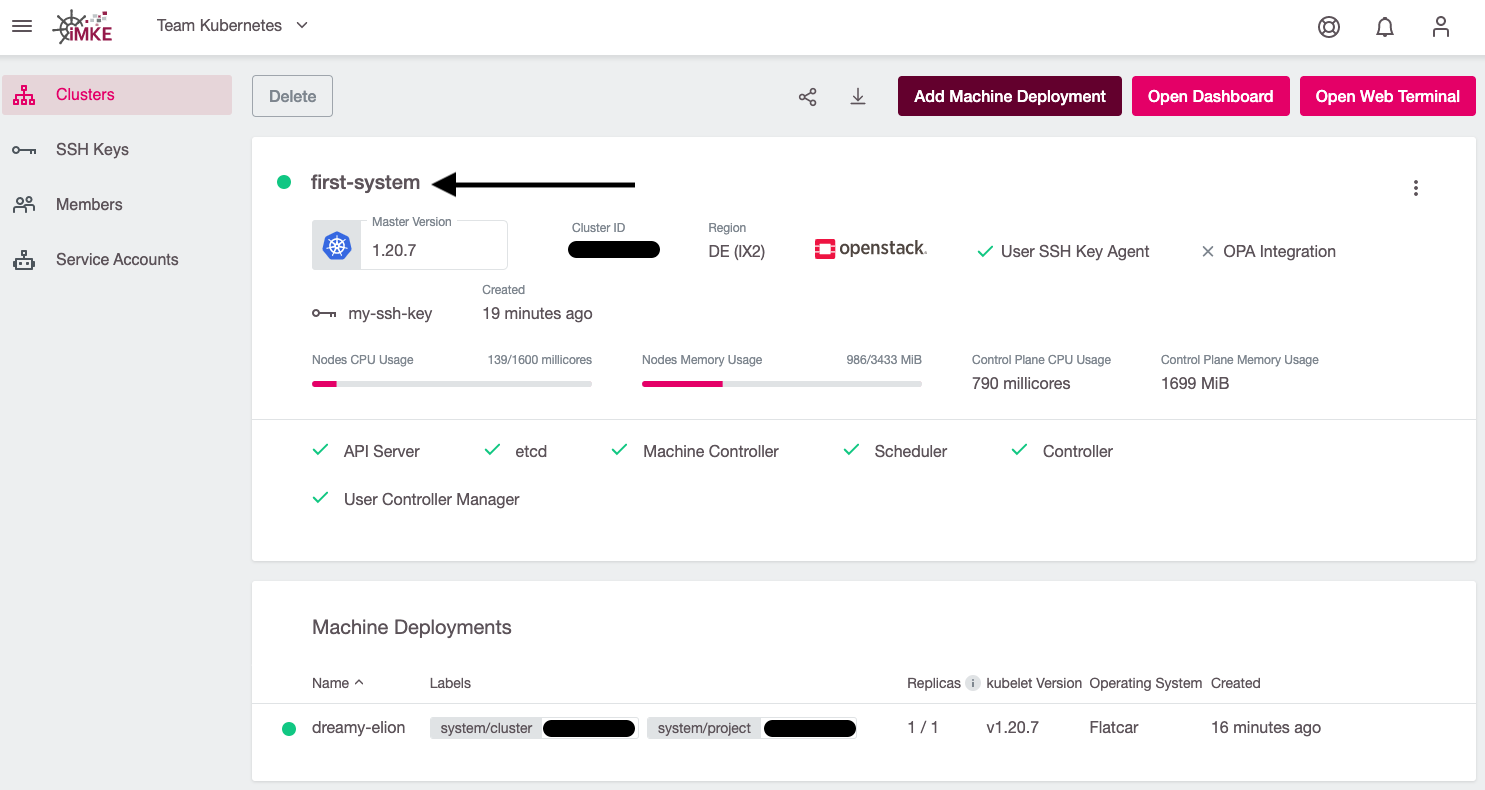 iMKE
Team Kubernetes
Clusters
SSH Keys
Members
Service Accounts
Delete
Add Machine Deployment
Open Dashboard
Open Web Terminal
first-system
Master Version
1.20.7
Cluster ID
Region
DE (IX2)
openstack.
User SSH Key Agent
OPA Integration
my-ssh-key
Created
19 minutes ago
Nodes CPU Usage 139/1600 millicores
Nodes Memory Usage 986/3433 MiB
Control Plane CPU Usage
790 millicores
Control Plane Memory Usage
1699 MiB
API Server etcd Machine Controller Scheduler Controller
User Controller Manager
Machine Deployments
Name Labels Replicas i kubelet Version Operating System Created
dreamy-elion system/cluster system/project 1 / 1 v1.20.7 Flatcar 16 minutes ago